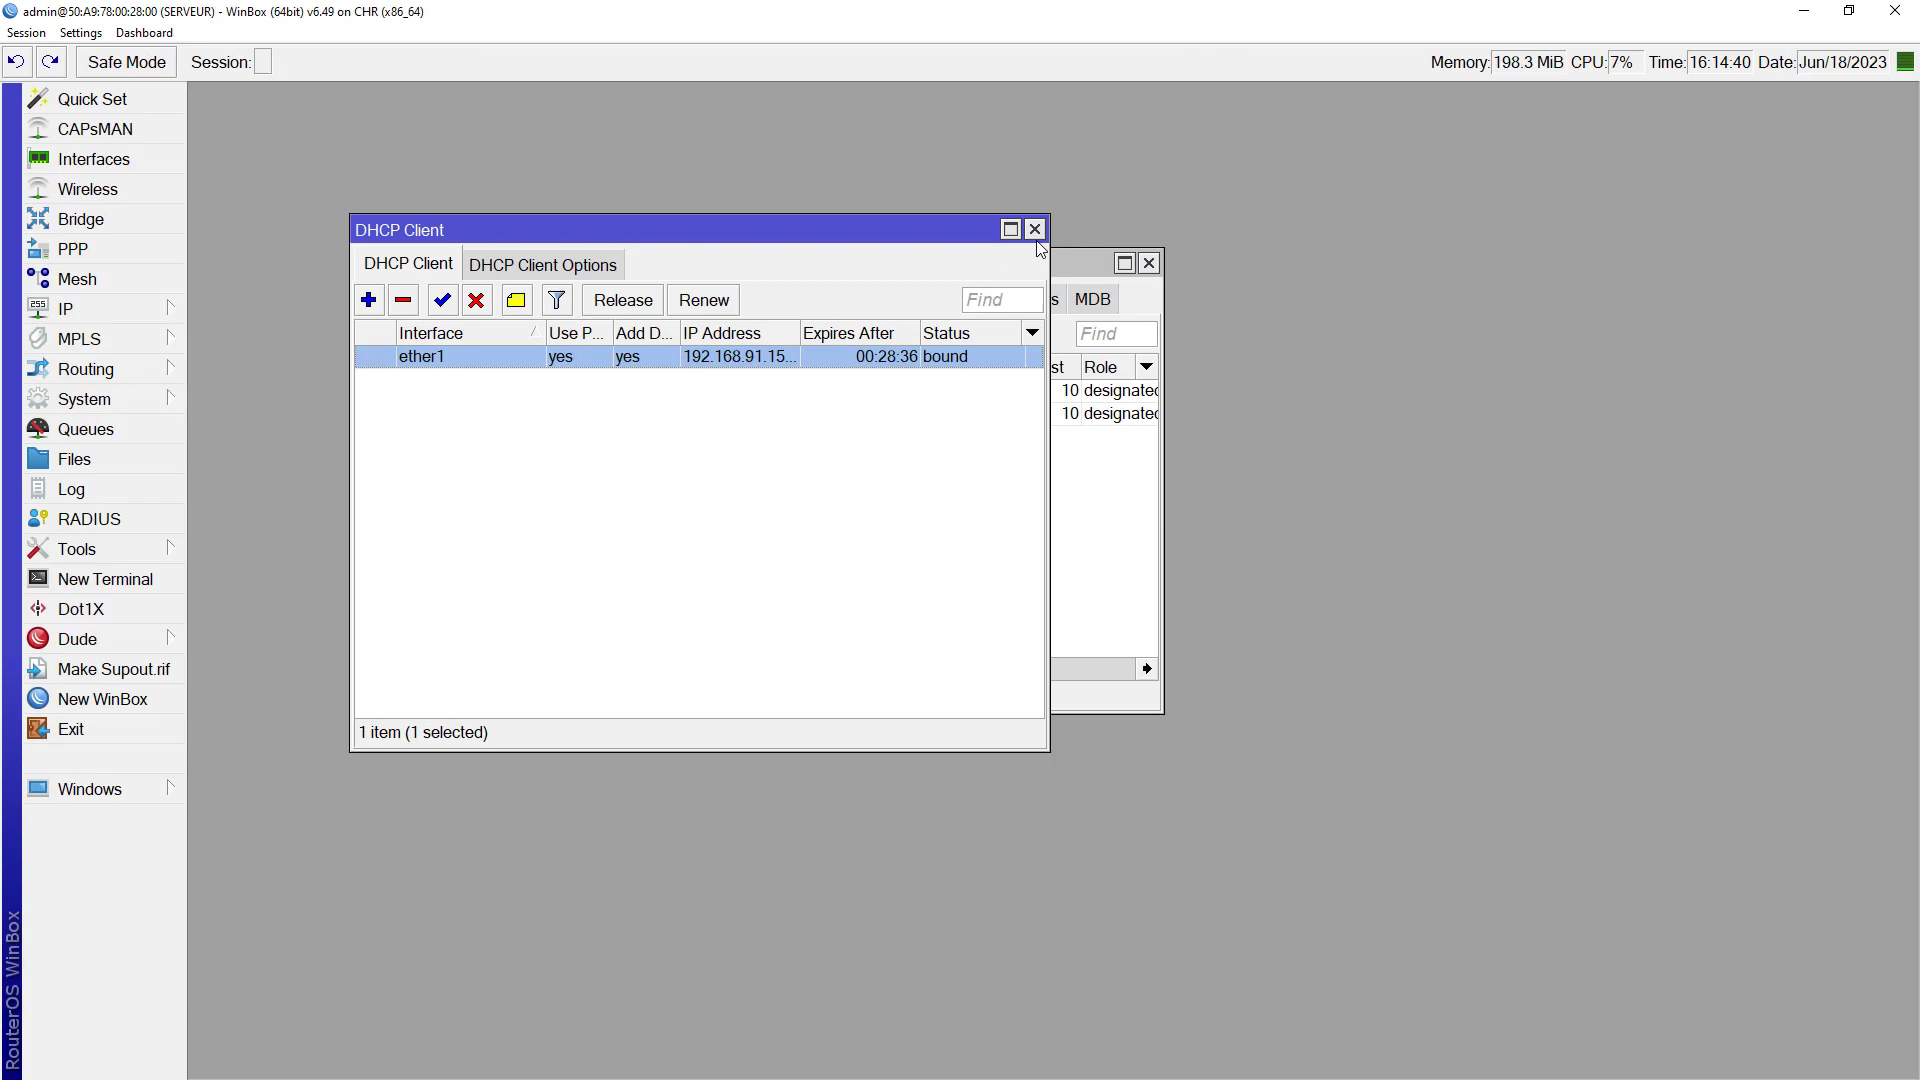 admin@50:A9:78:00:28:00 (SERVEUR) - WinBox (64bit) v6.49 on CHR (x86_64)
Session Settings Dashboard
Safe Mode Session: Memory: 198.3 MiB CPU: 7% Time: 16:14:40 Date: Jun/18/2023
Quick Set
CAPsMAN
Interfaces
Wireless
Bridge
PPP
Mesh
255 IP
MPLS
Routing
System
Queues
Files
Log
RADIUS
Tools
New Terminal
Dot1X
Dude
Make Supout.rif
New WinBox
Exit
Windows
RouterOS WinBox
DHCP Client
DHCP Client DHCP Client Options
Release Renew Find
Interface Use P... Add D... IP Address Expires After Status
ether1 yes yes 192.168.91.15... 00:28:36 bound
1 item (1 selected)
s MDB
Find
st Role
10 designated
10 designated